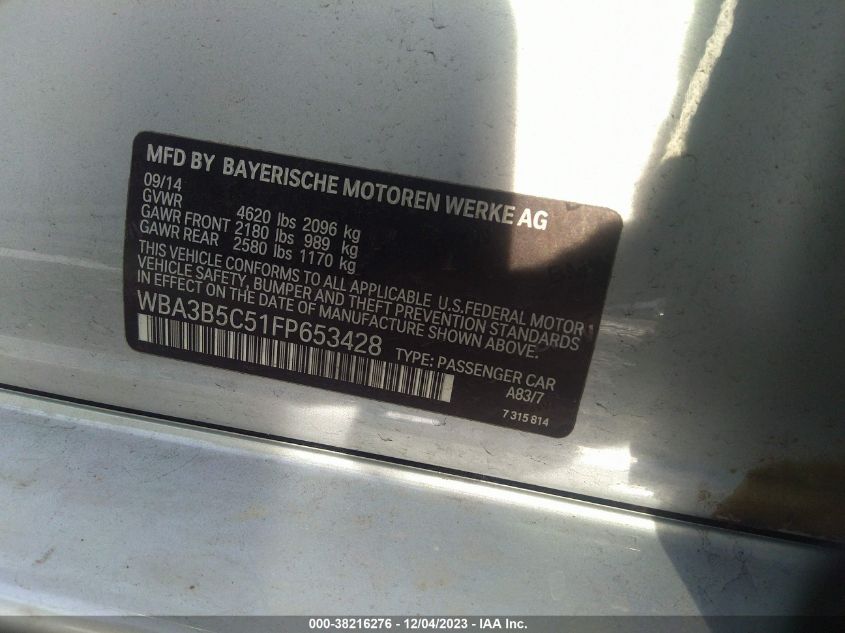 MFD BY BAYERISCHE MOTOREN WERKE AG
09/14
GVWR 4620 lbs 2096 kg
GAWR FRONT 2180 lbs 989 kg
GAWR REAR 2580 lbs 1170 kg
THIS VEHICLE CONFORMS TO ALL APPLICABLE U.S.FEDERAL MOTOR
VEHICLE SAFETY, BUMPER AND THEFT PREVENTION STANDARDS
IN EFFECT ON THE DATE OF MANUFACTURE SHOWN ABOVE.
WBA3B5C51FP653428 TYPE: PASSENGER CAR
A83/7
7 315 814
000-38216276 - 12/04/2023 - IAA Inc.